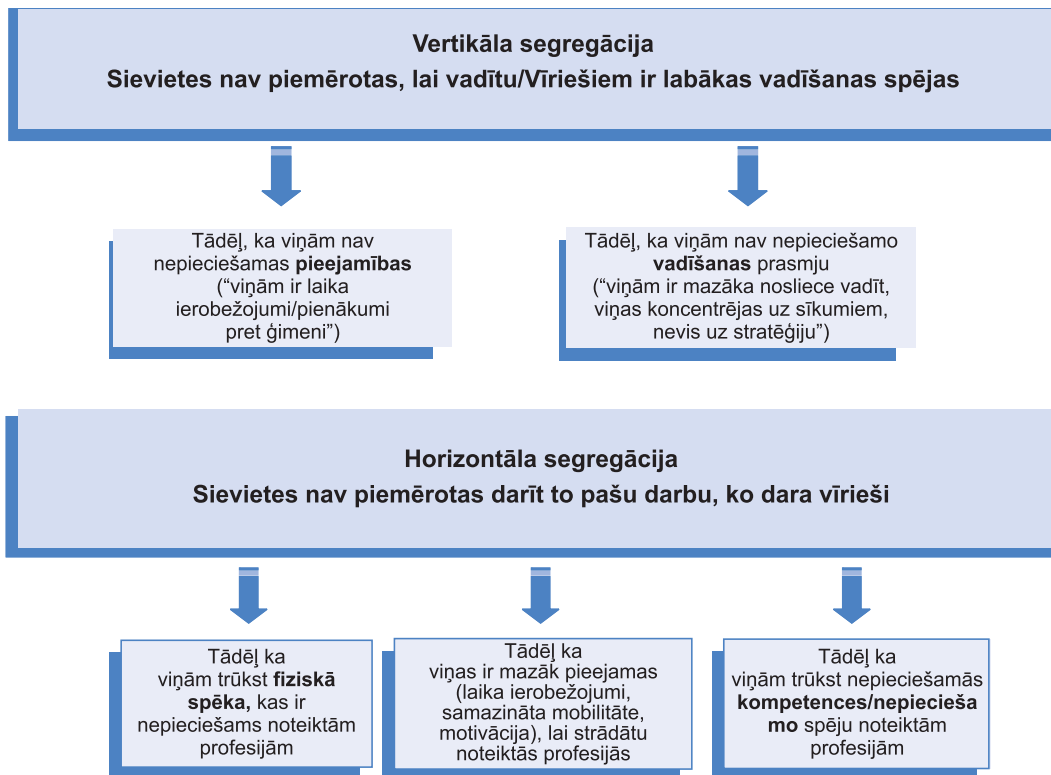 Vertikāla segregācija
Sievietes nav piemērotas, lai vadītu/Vīriešiem ir labākas vadīšanas spējas
Tādēļ, ka viņām nav
nepieciešamas pieejamības
(“viņām ir laika
ierobežojumi/pienākumi
pret ģimeni”)
Tādēļ, ka viņām nav nepieciešamo
vadīšanas prasmju
(“viņām ir mazāka nosliece vadīt,
viņas koncentrējas uz sīkumiem,
nevis uz stratēģiju”)
Horizontāla segregācija
Sievietes nav piemērotas darīt to pašu darbu, ko dara vīrieši
Tādēļ ka
viņām trūkst fiziskā
spēka, kas ir
nepieciešams noteiktām
profesijām
Tādēļ ka
viņas ir mazāk pieejamas
(laika ierobežojumi,
samazināta mobilitāte,
motivācija), lai strādātu
noteiktās profesijās
Tādēļ ka
viņām trūkst nepieciešamās
kompetences/nepiecieša
mo spēju noteiktām
profesijām